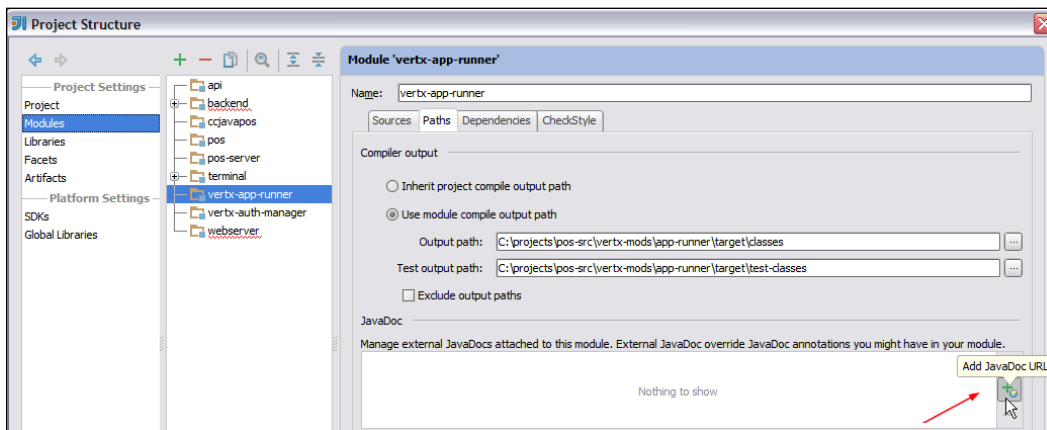 Project Structure
Project Settings
Project
Modules
Libraries
Facets
Artifacts
Platform Settings
SDKs
Global Libraries
api
backend
ccjavapos
pos
pos-server
terminal
vertx-app-runner
vertx-auth-manager
webserver
Module 'vertx-app-runner'
Name: vertx-app-runner
Sources Paths Dependencies CheckStyle
Compiler output
Inherit project compile output path
Use module compile output path
Output path: C:\projects\pos-src\vertx-mods\app-runner\target\classes ...
Test output path: C:\projects\pos-src\vertx-mods\app-runner\target\test-classes ...
Exclude output paths
JavaDoc
Manage external JavaDocs attached to this module. External JavaDoc override JavaDoc annotations you might have in your module.
Add JavaDoc URL
Nothing to show